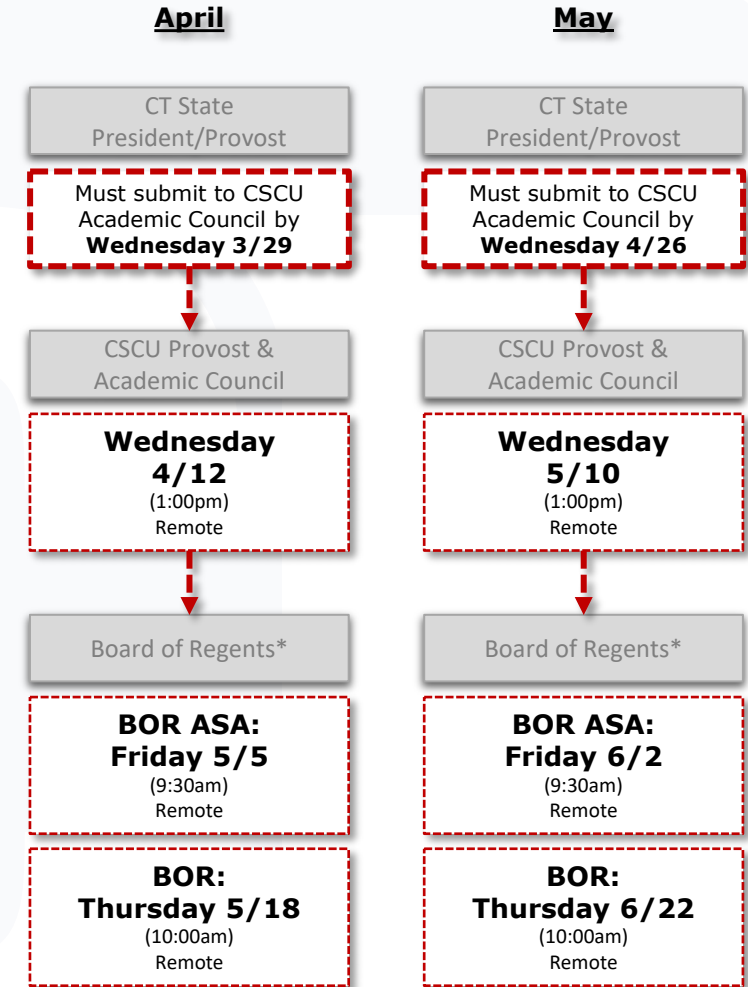 April
CT State
President/Provost
Must submit to CSCU
Academic Council by
Wednesday 3/29
CSCU Provost &
Academic Council
Wednesday
4/12
(1:00pm)
Remote
Board of Regents*
BOR ASA:
Friday 5/5
(9:30am)
Remote
BOR:
Thursday 5/18
(10:00am)
Remote
May
CT State
President/Provost
Must submit to CSCU
Academic Council by
Wednesday 4/26
CSCU Provost &
Academic Council
Wednesday
5/10
(1:00pm)
Remote
Board of Regents*
BOR ASA:
Friday 6/2
(9:30am)
Remote
BOR:
Thursday 6/22
(10:00am)
Remote